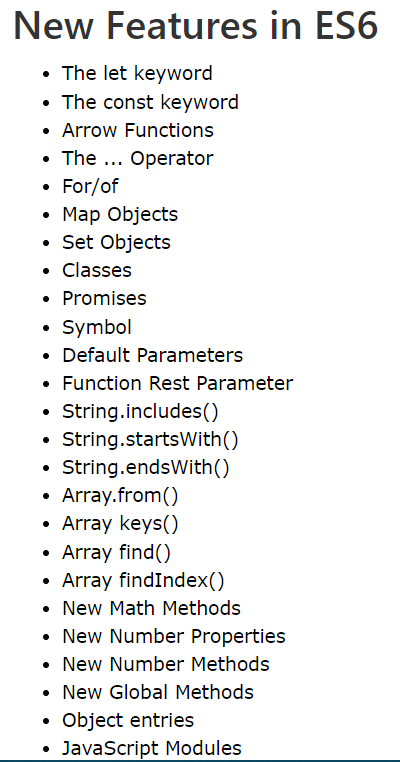 New Features in ES6
• The let keyword
• The const keyword
• Arrow Functions
• The ... Operator
• For/of
• Map Objects
• Set Objects
• Classes
• Promises
• Symbol
• Default Parameters
• Function Rest Parameter
• String.includes()
• String.startsWith()
• String.endsWith()
• Array.from()
• Array keys()
• Array find()
• Array findIndex()
• New Math Methods
• New Number Properties
• New Number Methods
• New Global Methods
• Object entries
• JavaScript Modules